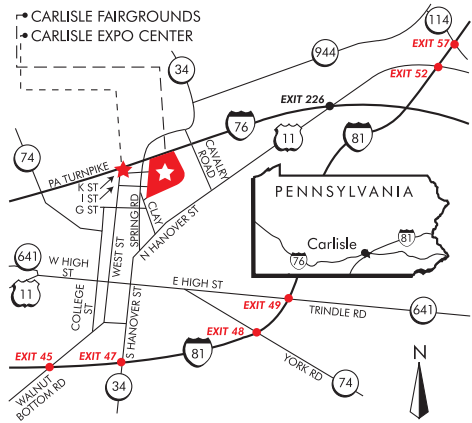 CARLISLE FAIRGROUNDS
CARLISLE EXPO CENTER
114
EXIT 57
944
34
EXIT 52
EXIT 226
76
11
81
74
PA TURNPIKE
CAVALRY
ROAD
K ST
I ST
G ST
SPRING RD
CLAY
N HANOVER ST
WEST ST
PENNSYLVANIA
Carlisle
81
76
641
W HIGH
ST
11
E HIGH ST
COLLEGE
ST
S HANOVER ST
EXIT 49
TRINDLE RD
641
EXIT 48
EXIT 45
EXIT 47
81
YORK RD
74
WALNUT
BOTTOM RD
34
N